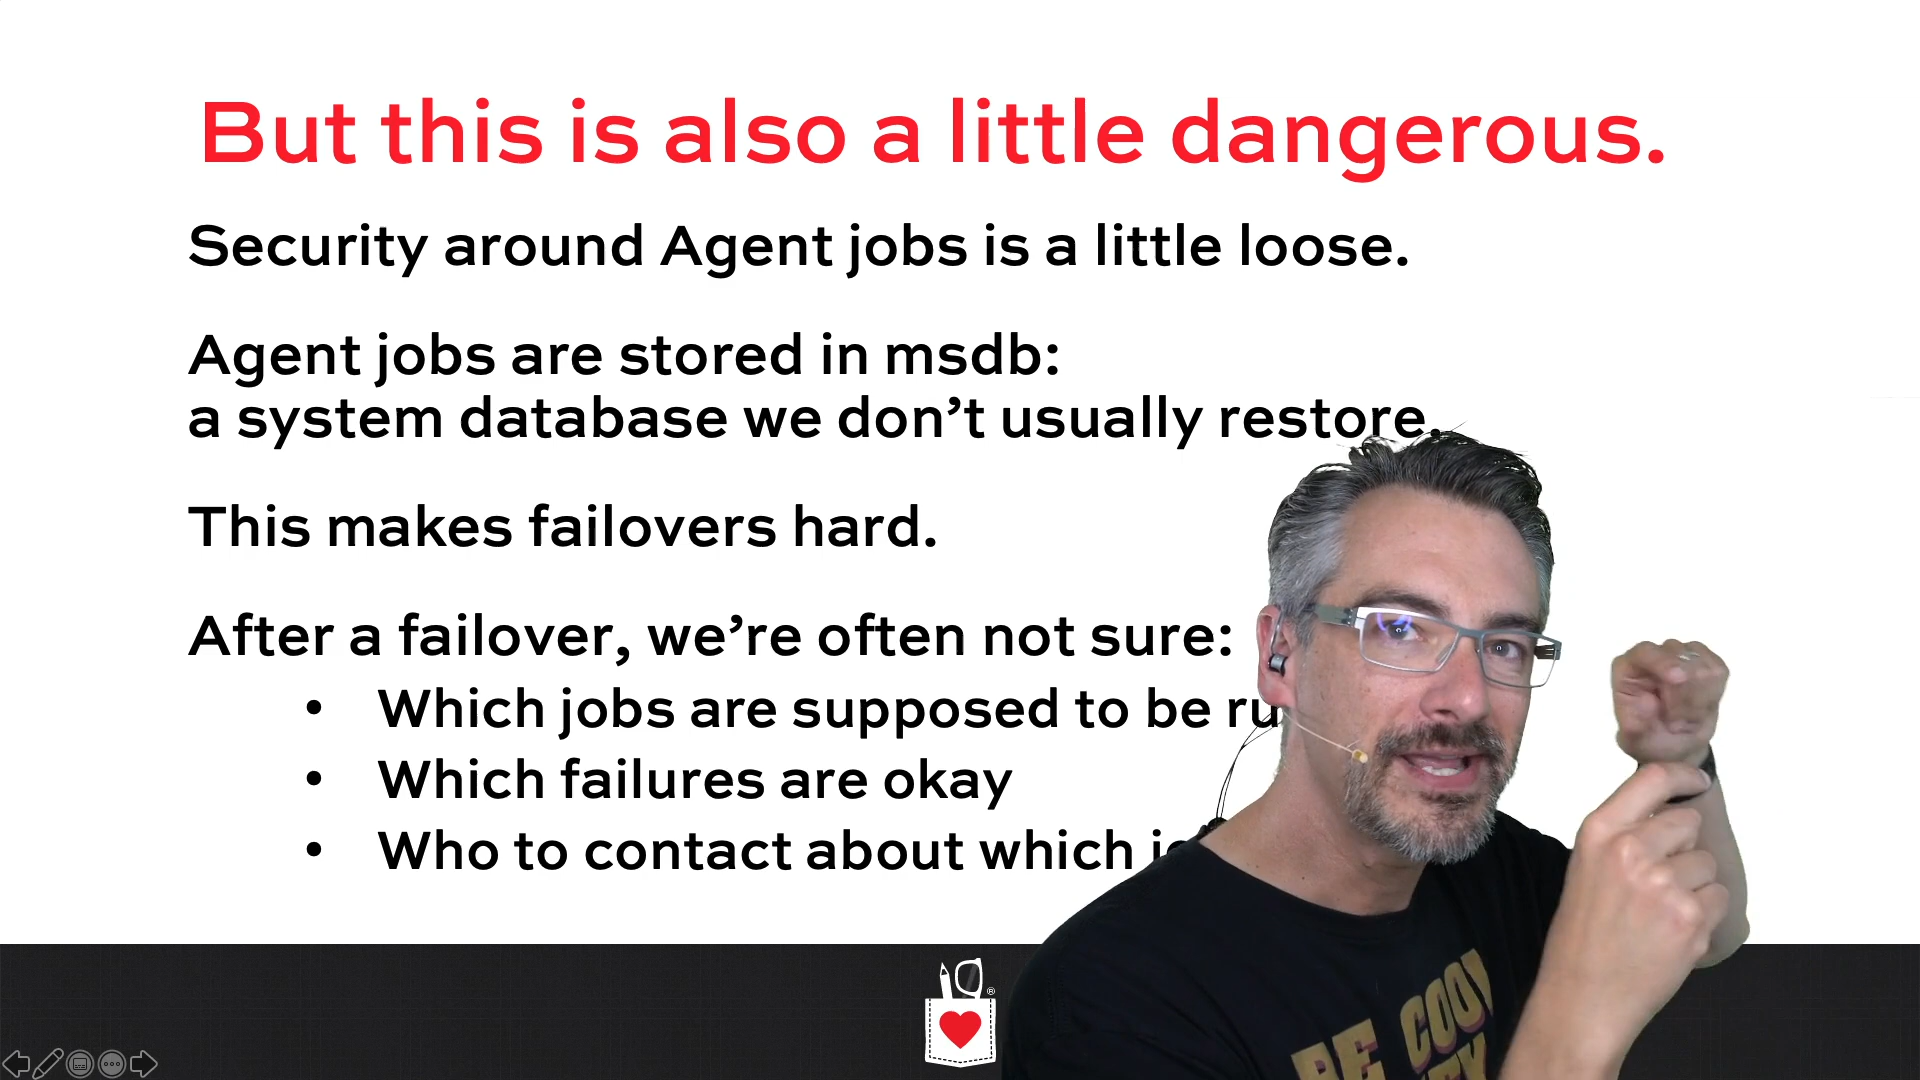 But this is also a little dangerous.
Security around Agent jobs is a little loose.
Agent jobs are stored in msdb:
a system database we don’t usually restore.
This makes failovers hard.
After a failover, we’re often not sure:
• Which jobs are supposed to be
• Which failures are okay
• Who to contact about which
®
BE COOL